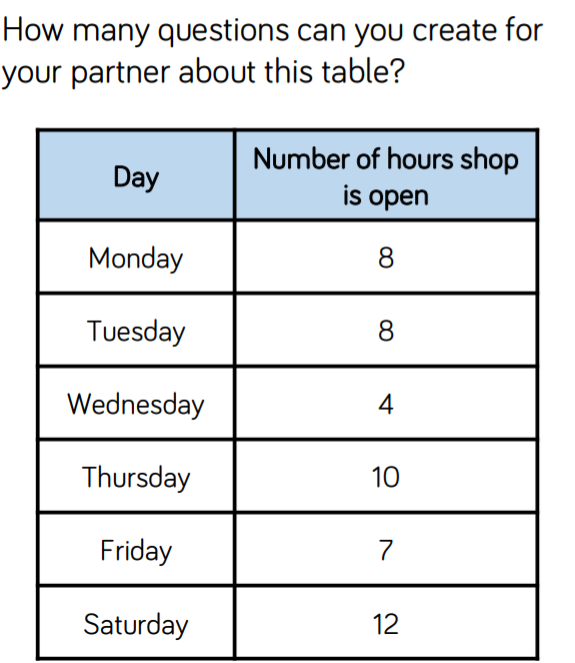 How many questions can you create for
your partner about this table?
Day
Number of hours shop
is open
Monday 8
Tuesday 8
Wednesday 4
Thursday 10
Friday 7
Saturday 12